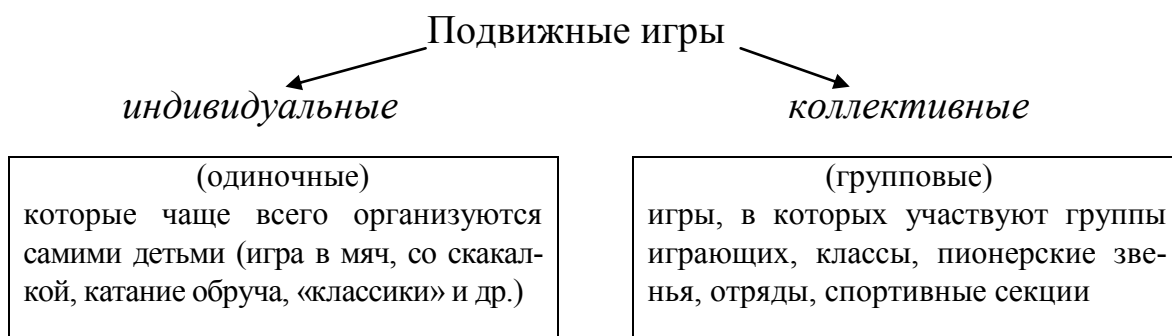 Подвижные игры
индивидуальные
коллективные
(одиночные)
которые чаще всего организуются
самими детьми (игра в мяч, со скакал-
кой, катание обруча, «классики» и др.)
(групповые)
игры, в которых участвуют группы
играющих, классы, пионерские зве-
нья, отряды, спортивные секции